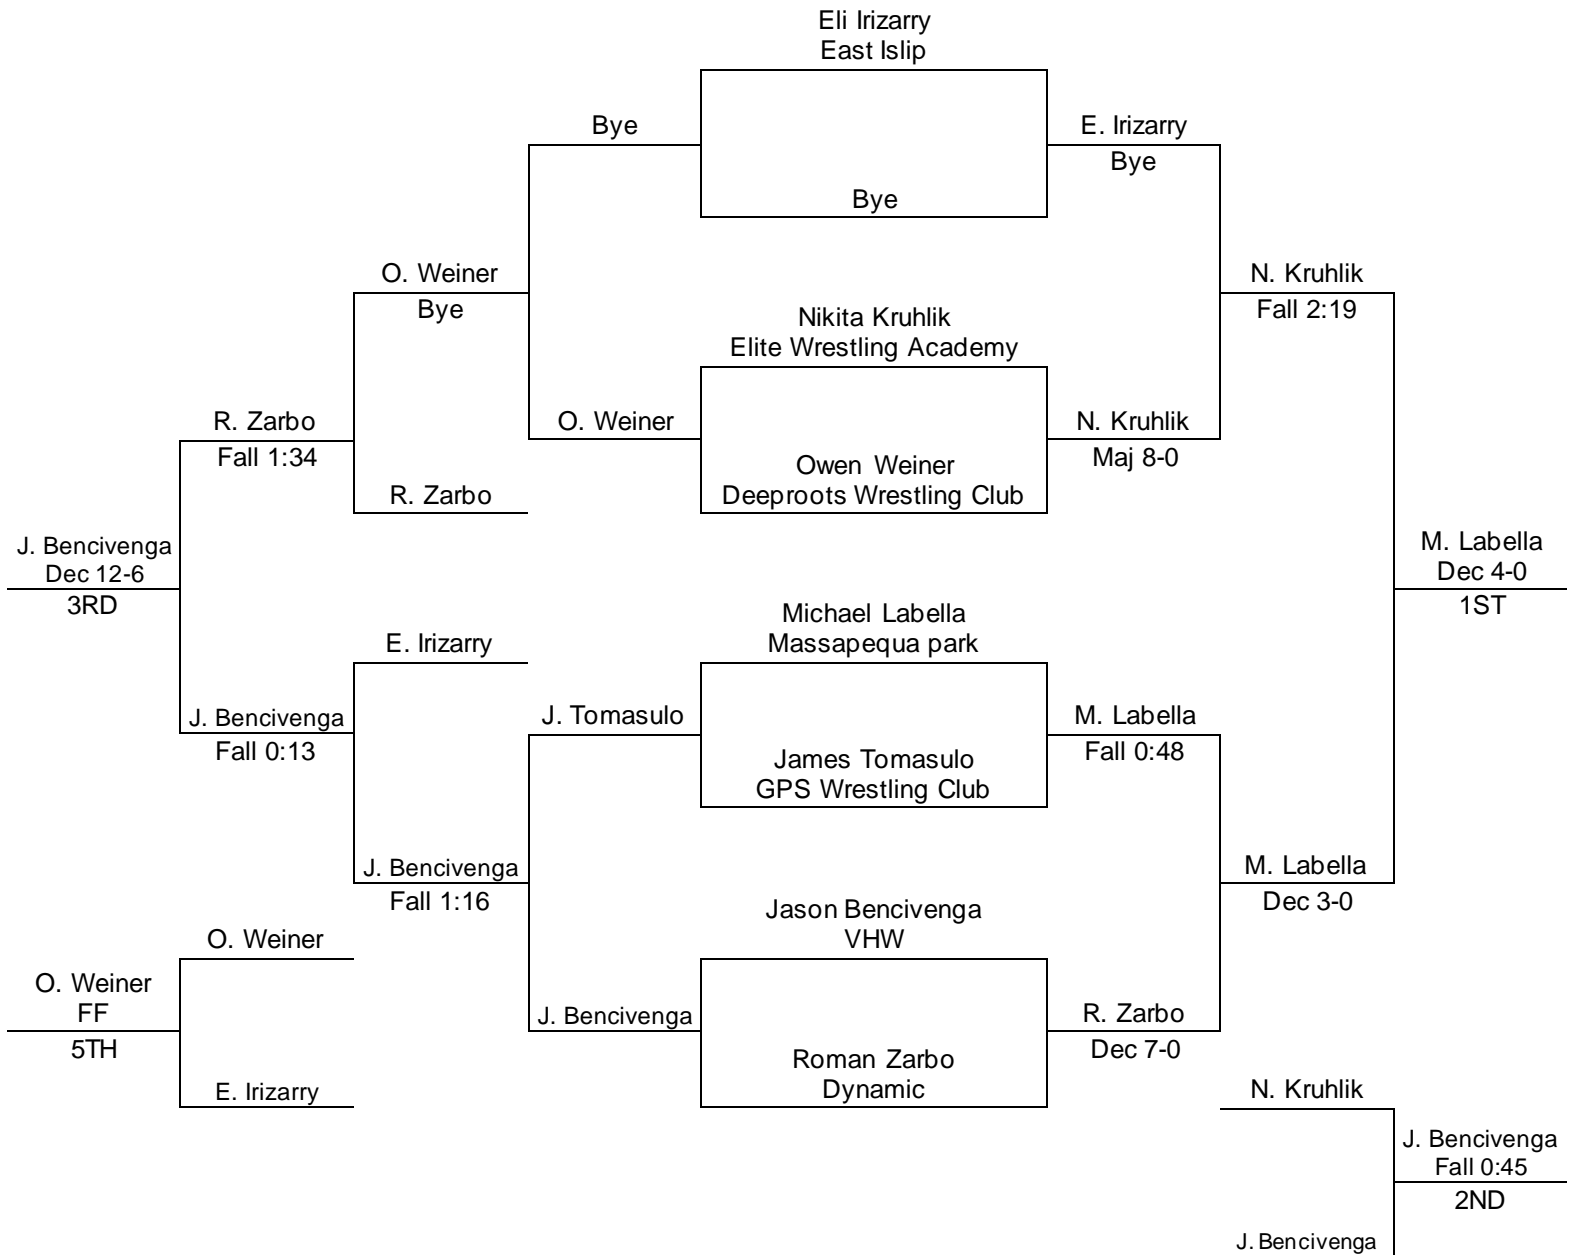 Eli Irizarry
East Islip
Bye
E. Irizarry
Bye
Bye
O. Weiner
Bye
N. Kruhlik
Fall 2:19
Nikita Kruhlik
Elite Wrestling Academy
R. Zarbo
Fall 1:34
O. Weiner
N. Kruhlik
Maj 8-0
Owen Weiner
Deeproots Wrestling Club
R. Zarbo
J. Bencivenga
Dec 12-6
3RD
M. Labella
Dec 4-0
1ST
Michael Labella
Massapequa park
E. Irizarry
J. Bencivenga
Fall 0:13
J. Tomasulo
M. Labella
Fall 0:48
James Tomasulo
GPS Wrestling Club
J. Bencivenga
Fall 1:16
M. Labella
Dec 3-0
Jason Bencivenga
VHW
O. Weiner
O. Weiner
FF
5TH
J. Bencivenga
R. Zarbo
Dec 7-0
Roman Zarbo
Dynamic
E. Irizarry
N. Kruhlik
J. Bencivenga
Fall 0:45
2ND
J. Bencivenga